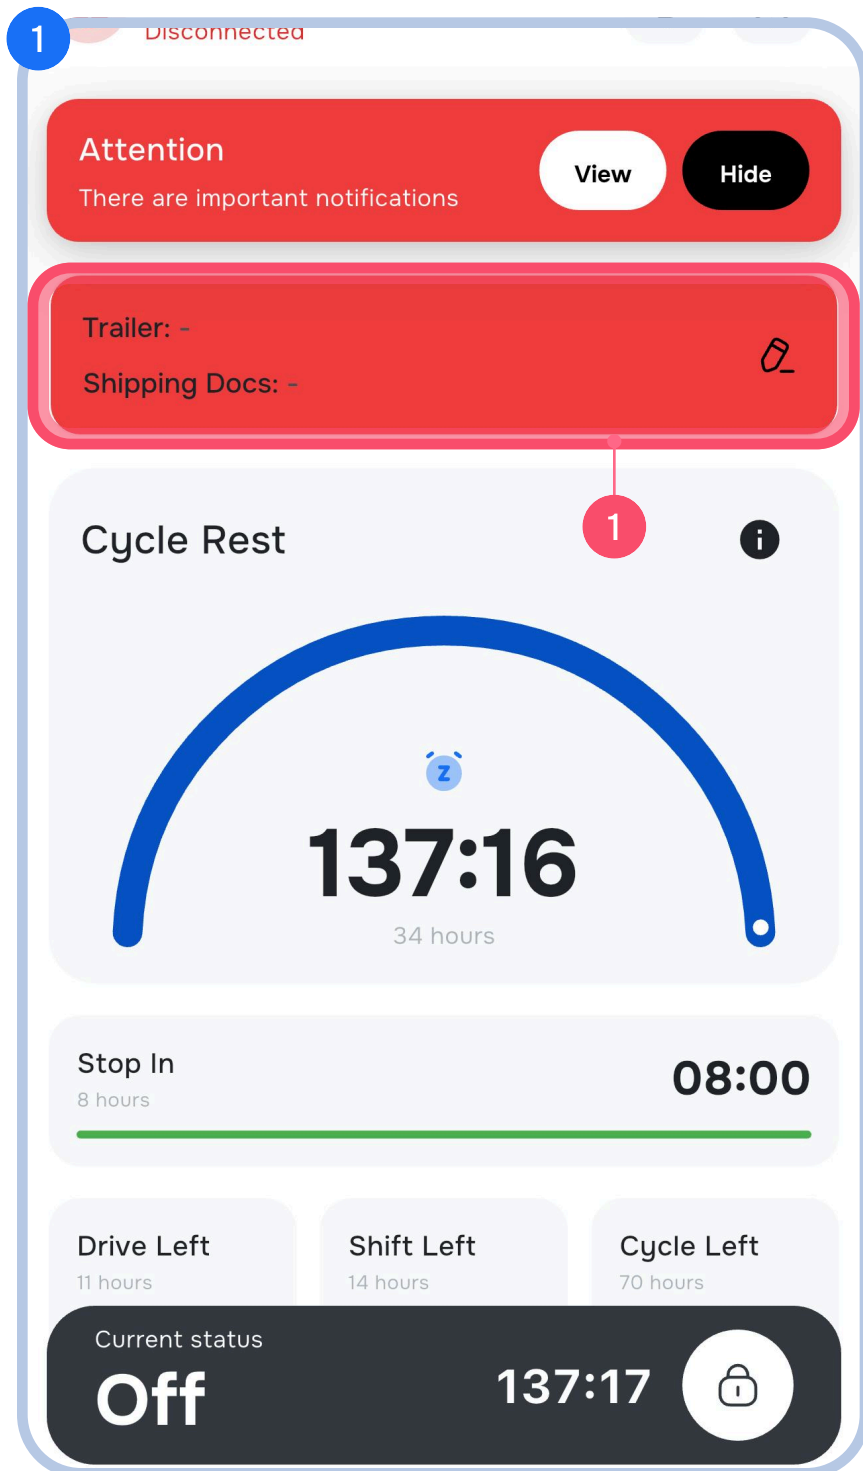 1
Disconnected
Attention
There are important notifications
View
Hide
Trailer: -
Shipping Docs: -
1
Cycle Rest
i
z
137:16
34 hours
Stop In
8 hours
08:00
Drive Left
11 hours
Shift Left
14 hours
Cycle Left
70 hours
Current status
Off
137:17